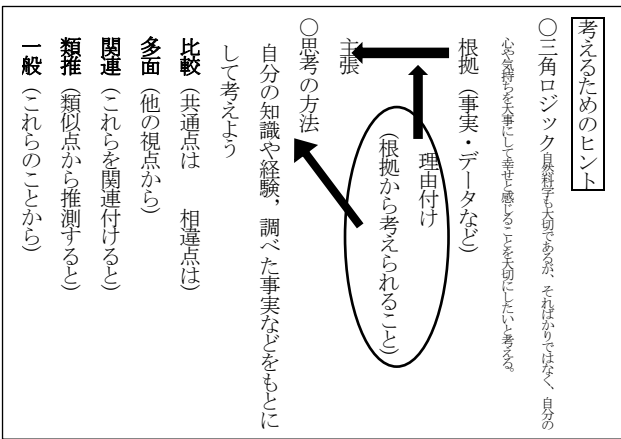 考えるためのヒント
〇三角ロジック自然科学も大切であるが、そればかりではなく、自分の
心や気持ちを大事にして幸せと感じることを大切にしたいと考える。
根拠（事実・データなど）
理由付け
（根拠から考えられること）
主張
〇思考の方法
自分の知識や経験，調べた事実などをもとに
して考えよう
比較（共通点は　　相違点は）
多面（他の視点から）
関連（これらを関連付けると）
類推（類似点から推測すると）
一般（これらのことから）